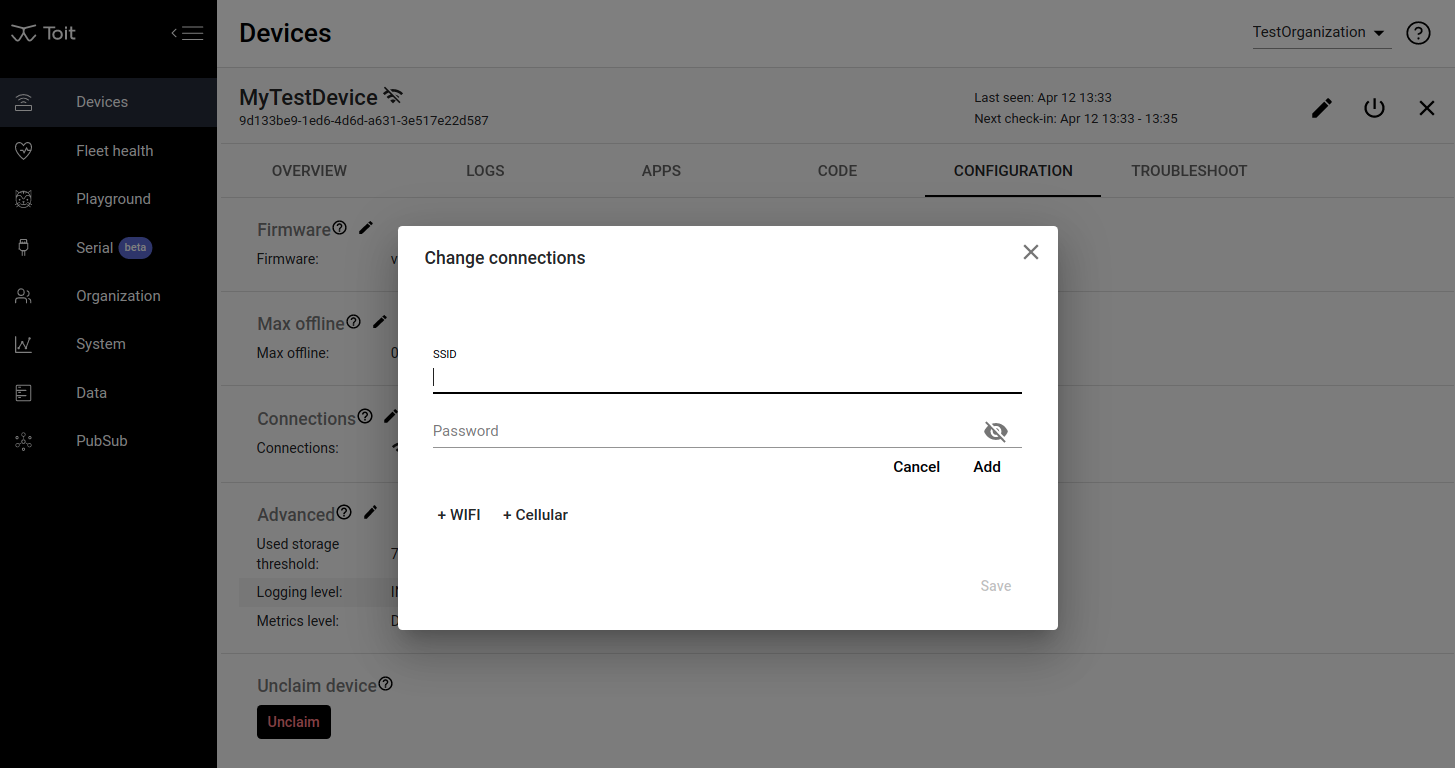 Toit
Devices
TestOrganization
Devices
Fleet health
Playground
Serial beta
Organization
System
Data
PubSub
MyTestDevice
9d133be9-1ed6-4d6d-a631-3e517e22d587
Last seen: Apr 12 13:33
Next check-in: Apr 12 13:33 - 13:35
OVERVIEW LOGS APPS CODE CONFIGURATION TROUBLESHOOT
Firmware
Firmware:
Max offline
Max offline: 0
Connections
Connections:
Advanced
Used storage
threshold: 7
Logging level:
Metrics level:
Unclaim device
Unclaim
Change connections
SSID
Password
Cancel Add
+ WIFI + Cellular
Save